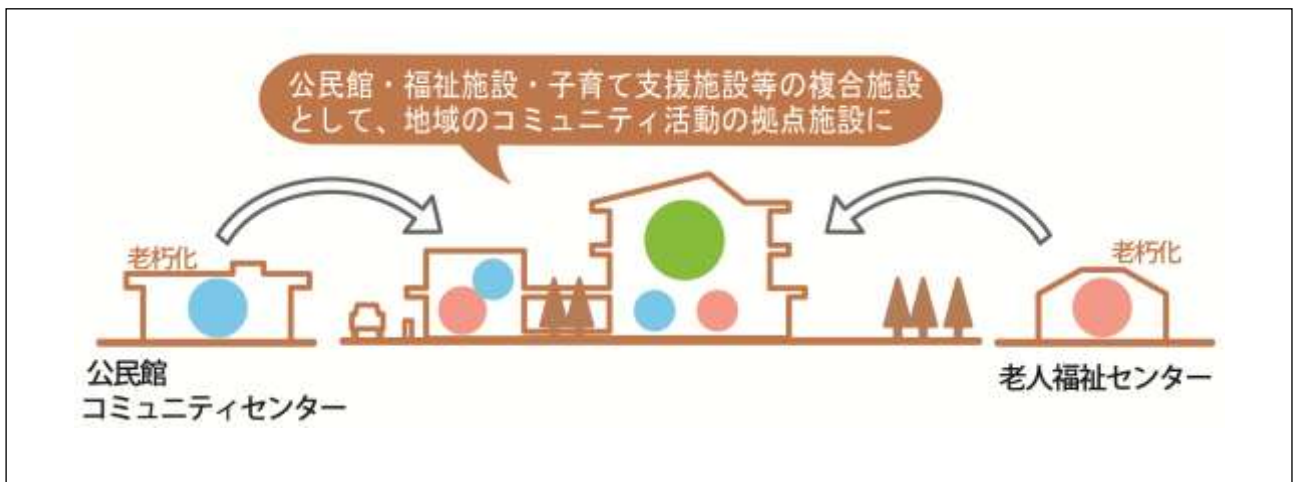 公民館・福祉施設・子育て支援施設等の複合施設
として、地域のコミュニティ活動の拠点施設に
老朽化
老朽化
公民館
コミュニティセンター
老人福祉センター